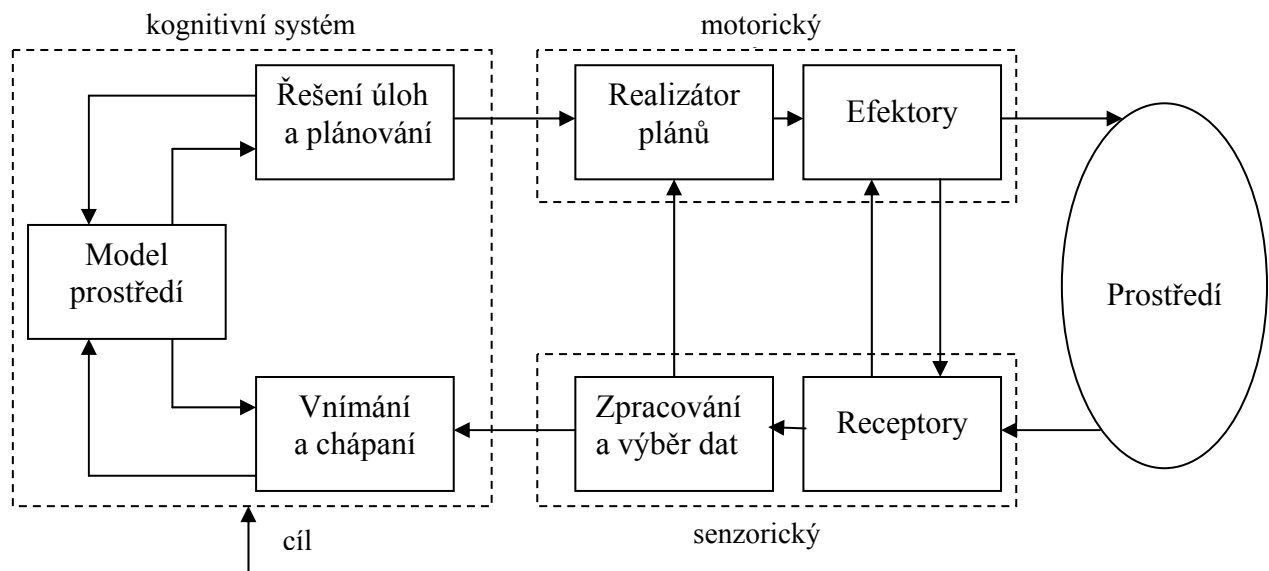 kognitivní systém
motorický
Řešení úloh
a plánování
Realizátor
plánů
Efektory
Model
prostředí
Prostředí
Vnímání
a chápaní
Zpracování
a výběr dat
Receptory
cíl
senzorický